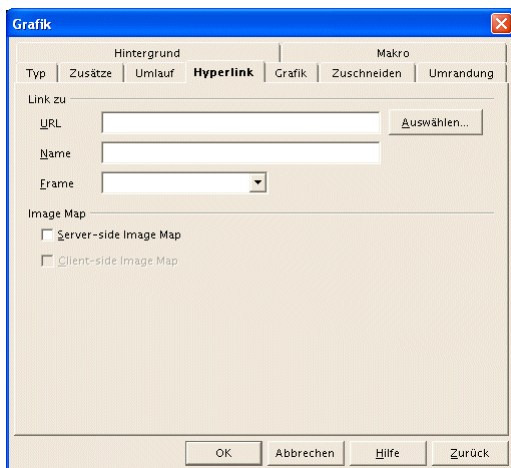 Grafik
Hintergrund Makro
Typ Zusätze Umlauf Hyperlink Grafik Zuschneiden Umrandung
Link zu
URL Auswählen...
Name
Frame
Image Map
Server-side Image Map
Client-side Image Map
OK Abbrechen Hilfe Zurück